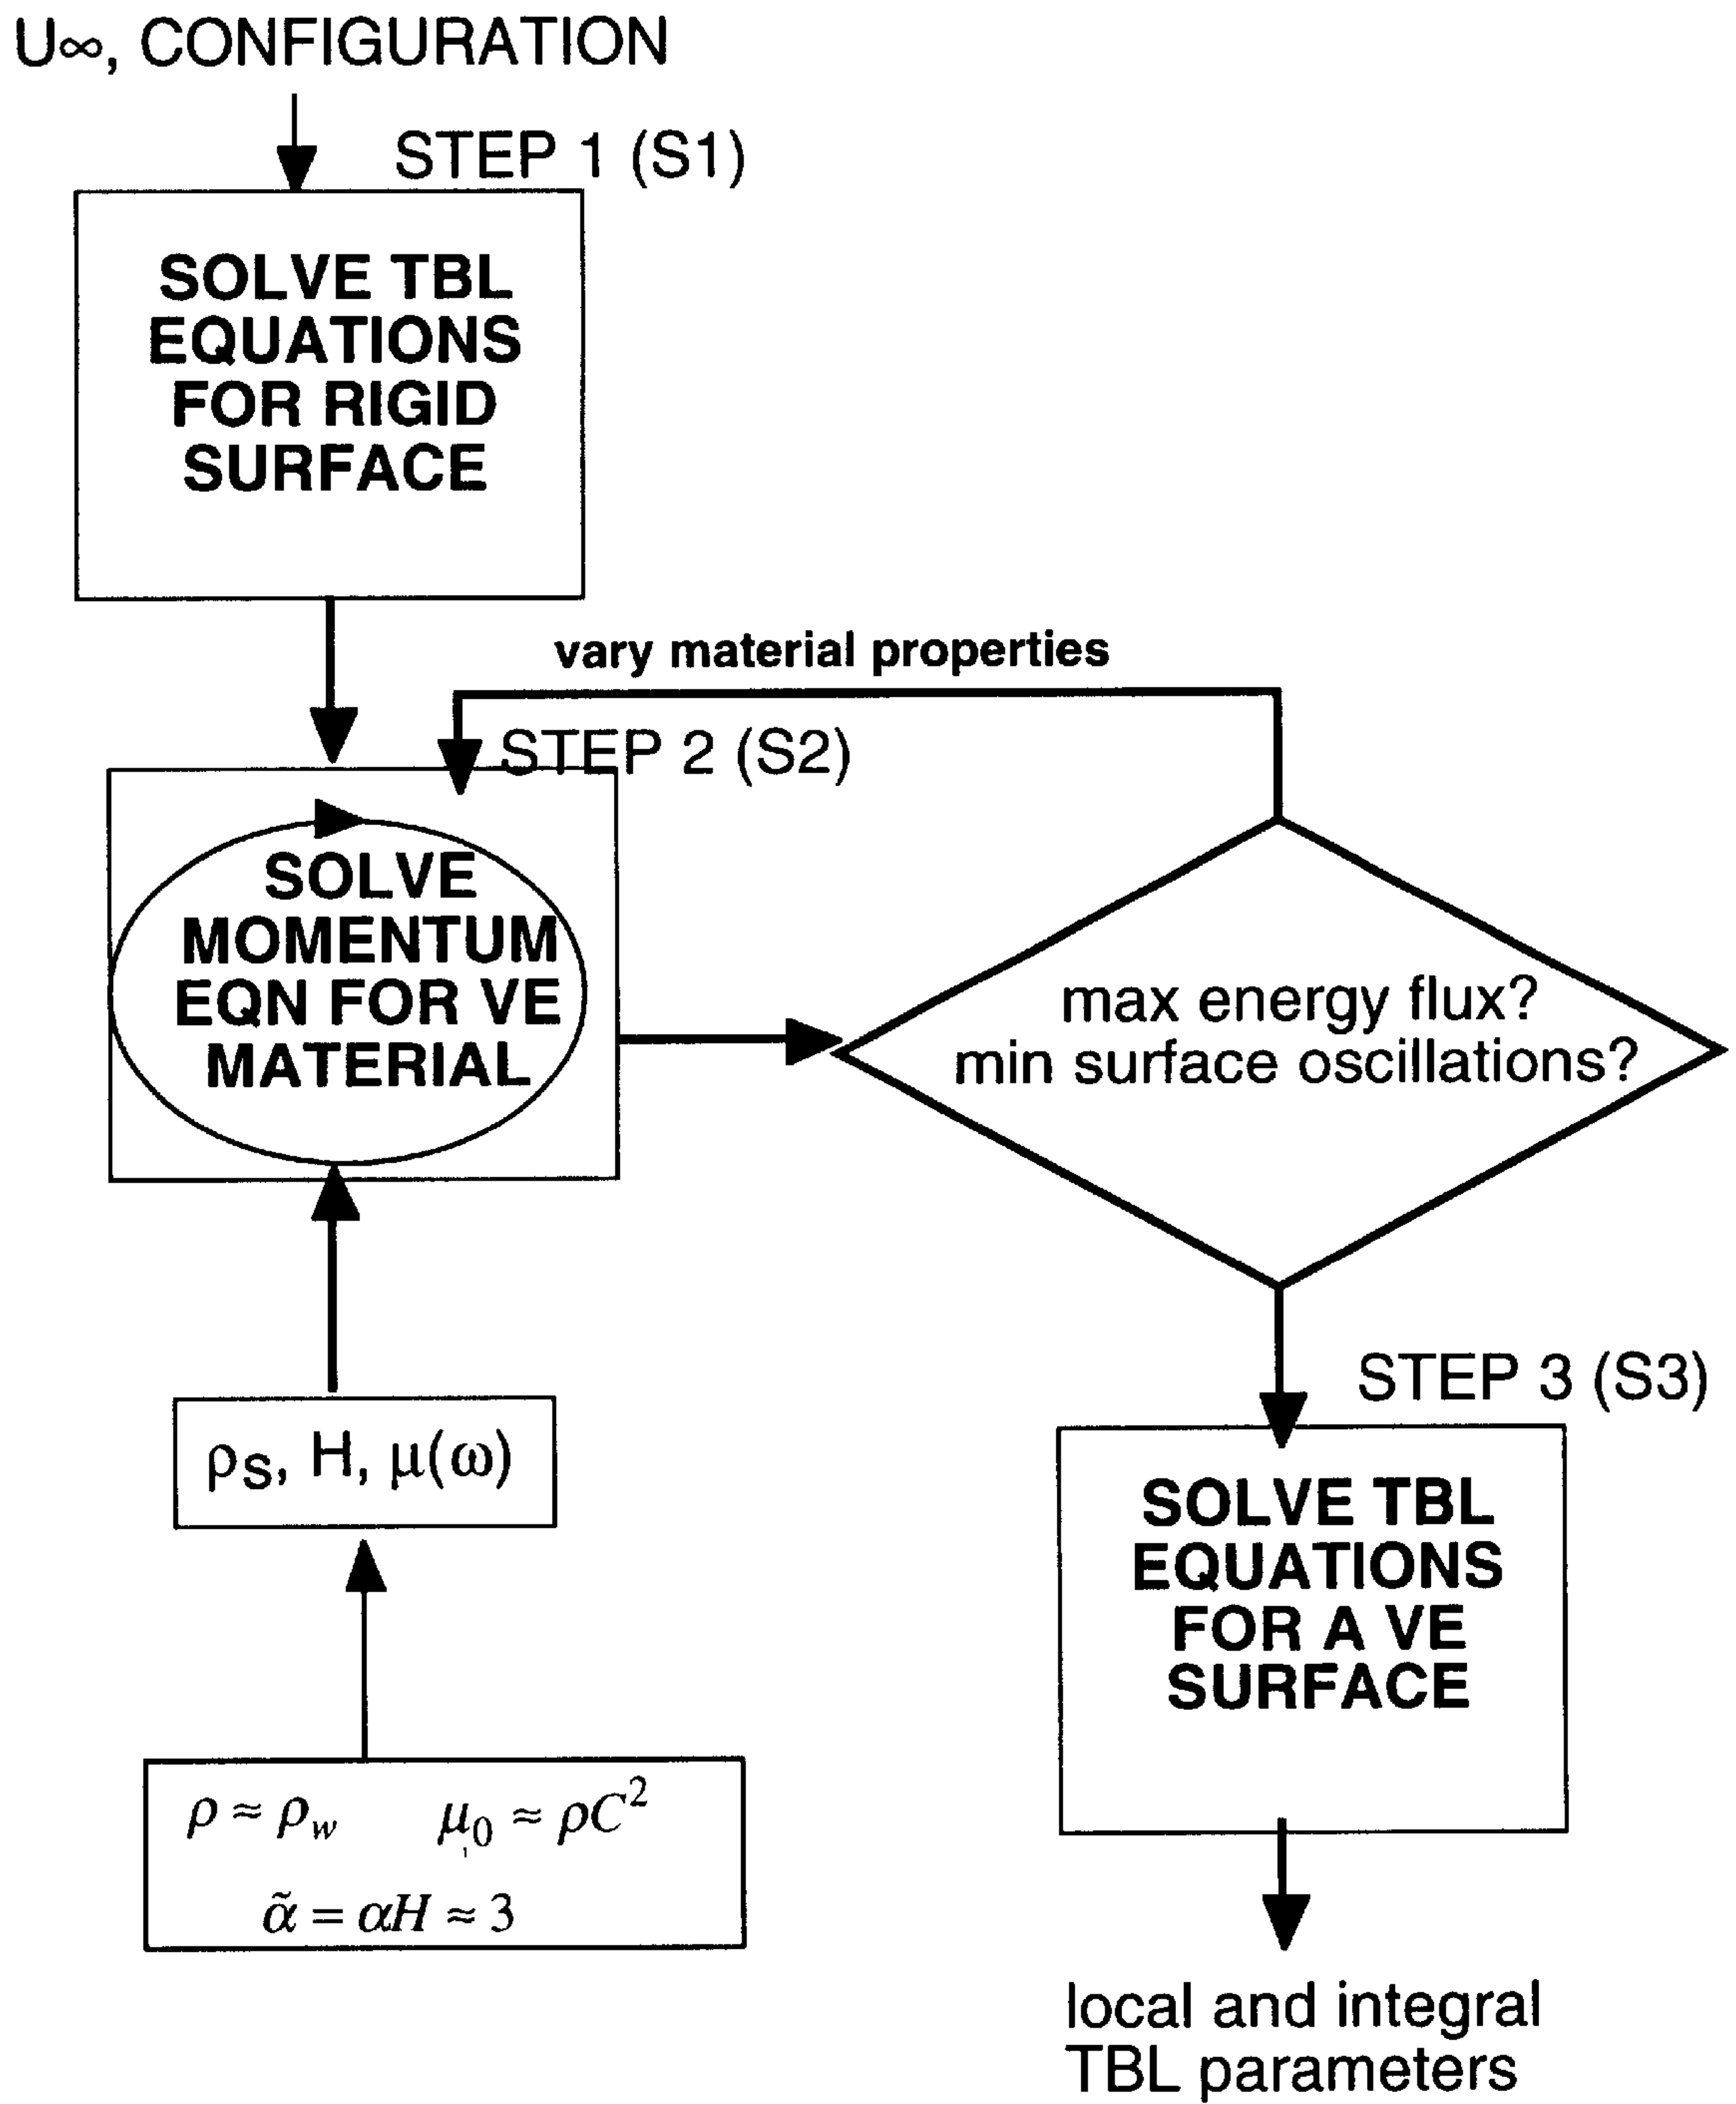 U∞, CONFIGURATION
STEP 1 (S1)
SOLVE TBL
EQUATIONS
FOR RIGID
SURFACE
vary material properties
STEP 2 (S2)
SOLVE
MOMENTUM
EQN FOR VE
MATERIAL
max energy flux?
min surface oscillations?
ρs, H, μ(ω)
ρ ≈ ρ_w μ_0 ≈ ρC²
α̃ = αH ≈ 3
STEP 3 (S3)
SOLVE TBL
EQUATIONS
FOR A VE
SURFACE
local and integral
TBL parameters